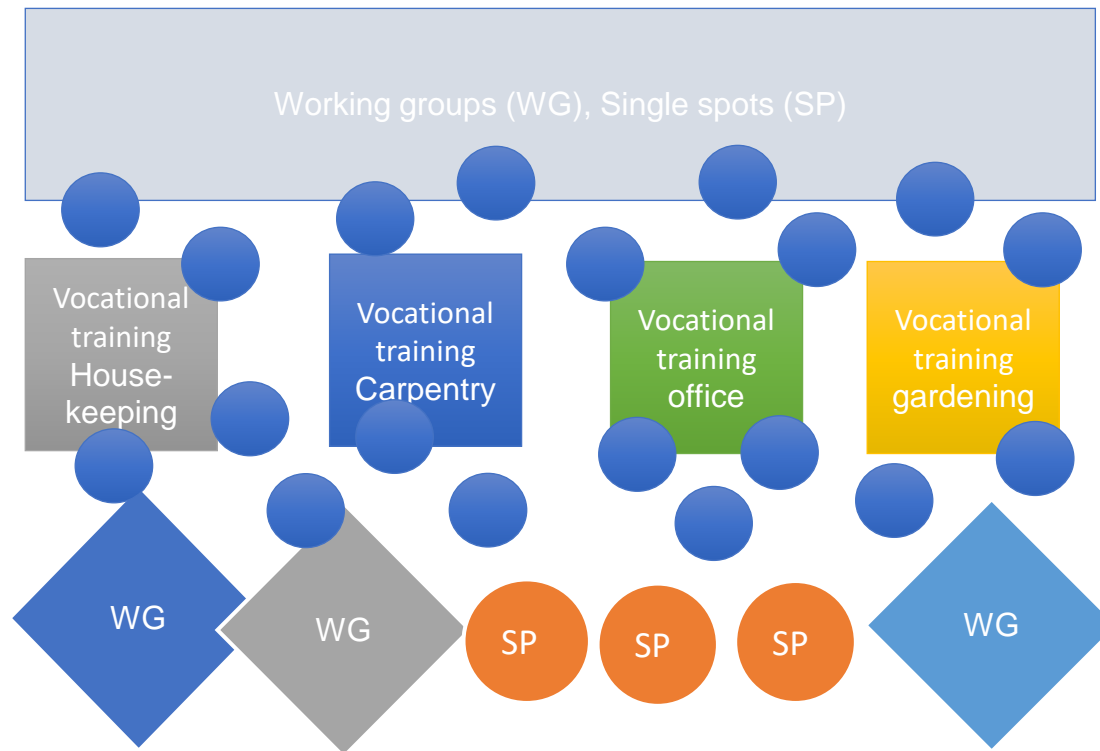 Working groups (WG), Single spots (SP)
Vocational
training
House-
keeping
Vocational
training
Carpentry
Vocational
training
office
Vocational
training
gardening
WG
WG
SP
SP
SP
WG